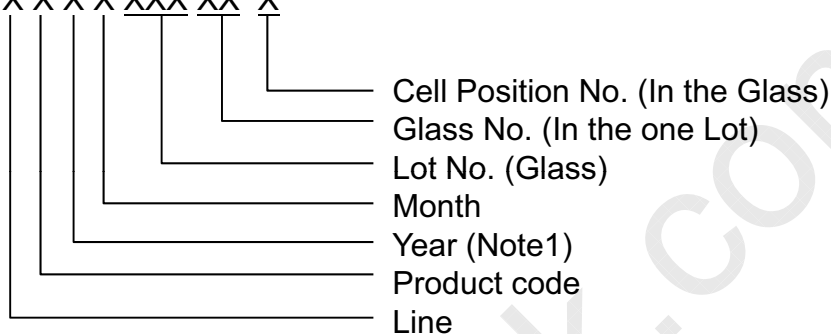 X X X X XXX XX X
Cell Position No. (In the Glass)
Glass No. (In the one Lot)
Lot No. (Glass)
Month
Year (Note1)
Product code
Line